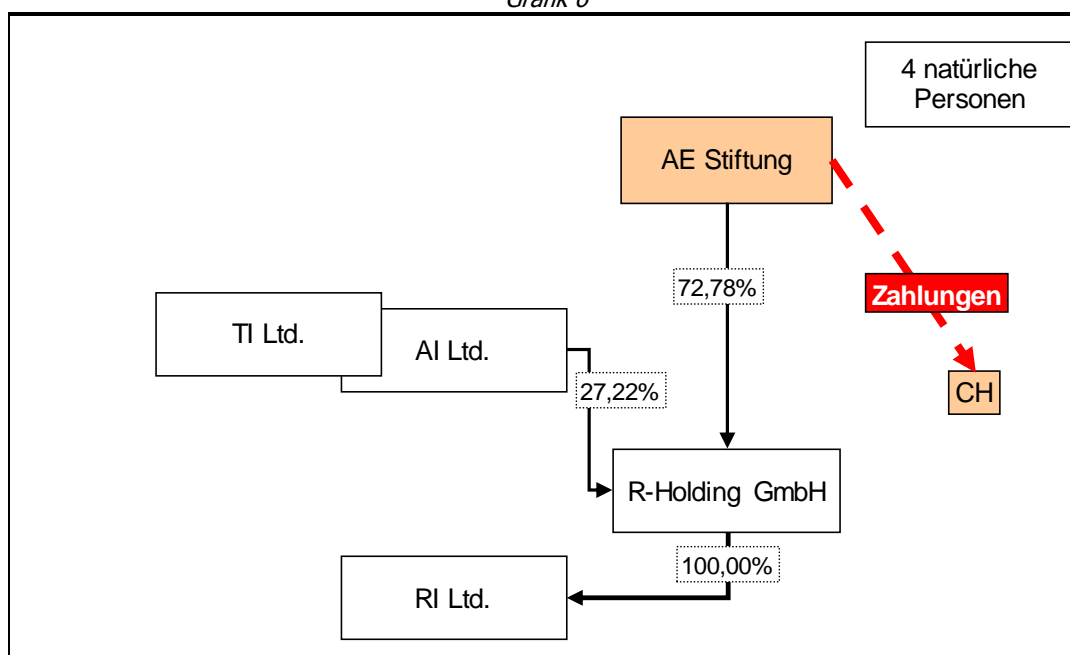 4 natürliche
Personen
AE Stiftung
72,78%
Zahlungen
TI Ltd.
AI Ltd.
27,22%
CH
R-Holding GmbH
100,00%
RI Ltd.